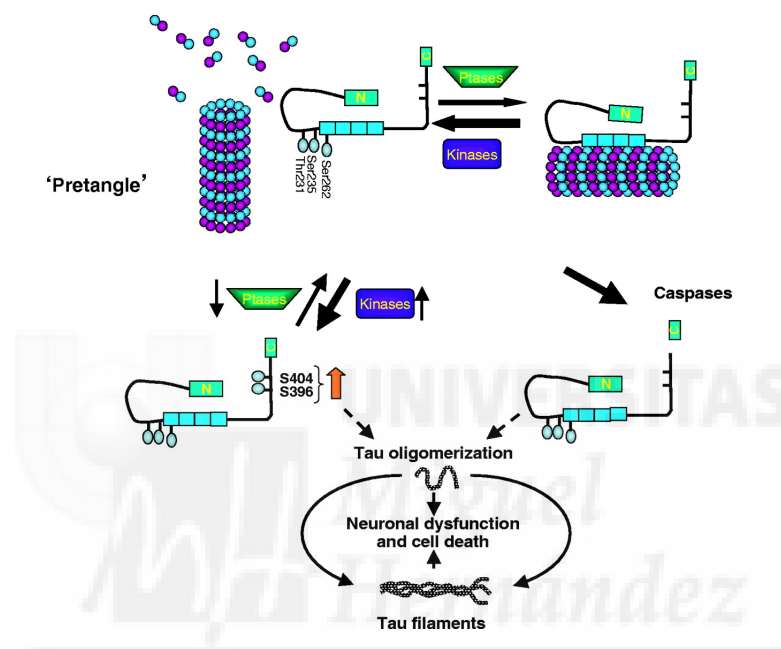 C
Ptases
C
N
N
Kinases
Thr231
Ser235
Ser262
'Pretangle'
Ptases
Kinases
Caspases
C
C
N
S404
S396
N
UNIVERSITAS
Tau oligomerization
Miguel
Neuronal dysfunction
and cell death
Hernández
Tau filaments